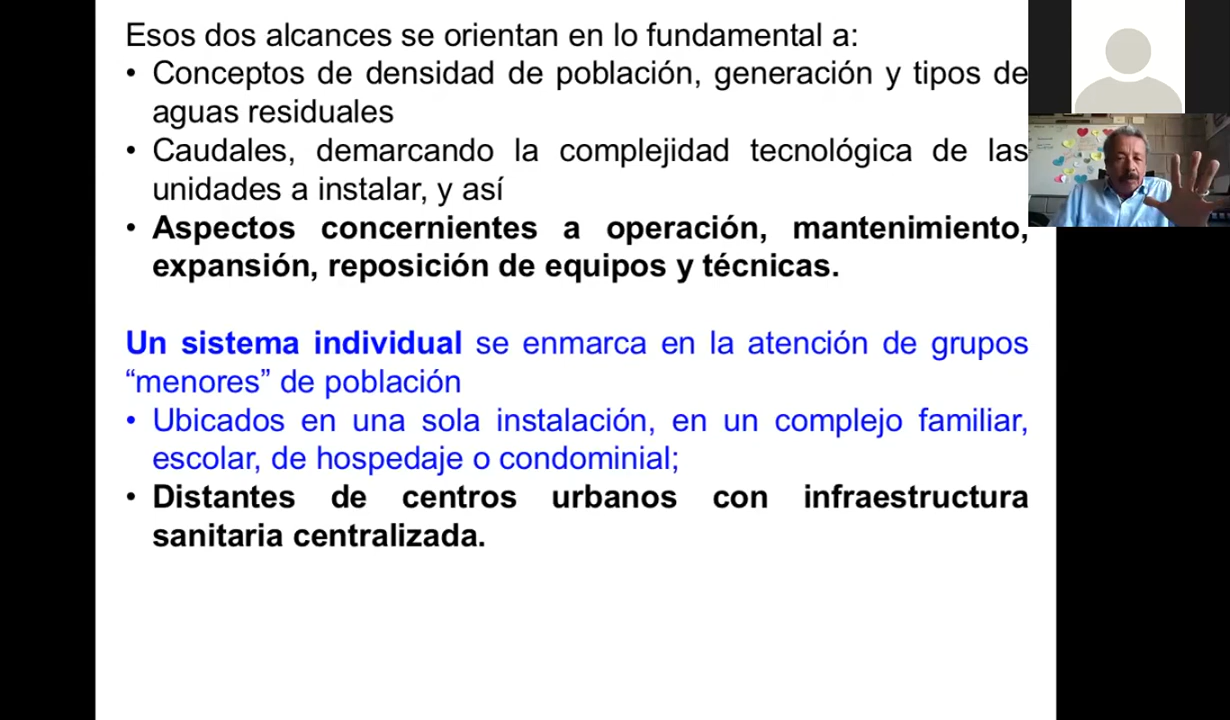 Esos dos alcances se orientan en lo fundamental a:
• Conceptos de densidad de población, generación y tipos de
aguas residuales
• Caudales, demarcando la complejidad tecnológica de las
unidades a instalar, y así
• Aspectos concernientes a operación, mantenimiento,
expansión, reposición de equipos y técnicas.
Un sistema individual se enmarca en la atención de grupos
“menores” de población
• Ubicados en una sola instalación, en un complejo familiar,
escolar, de hospedaje o condominial;
• Distantes de centros urbanos con infraestructura
sanitaria centralizada.